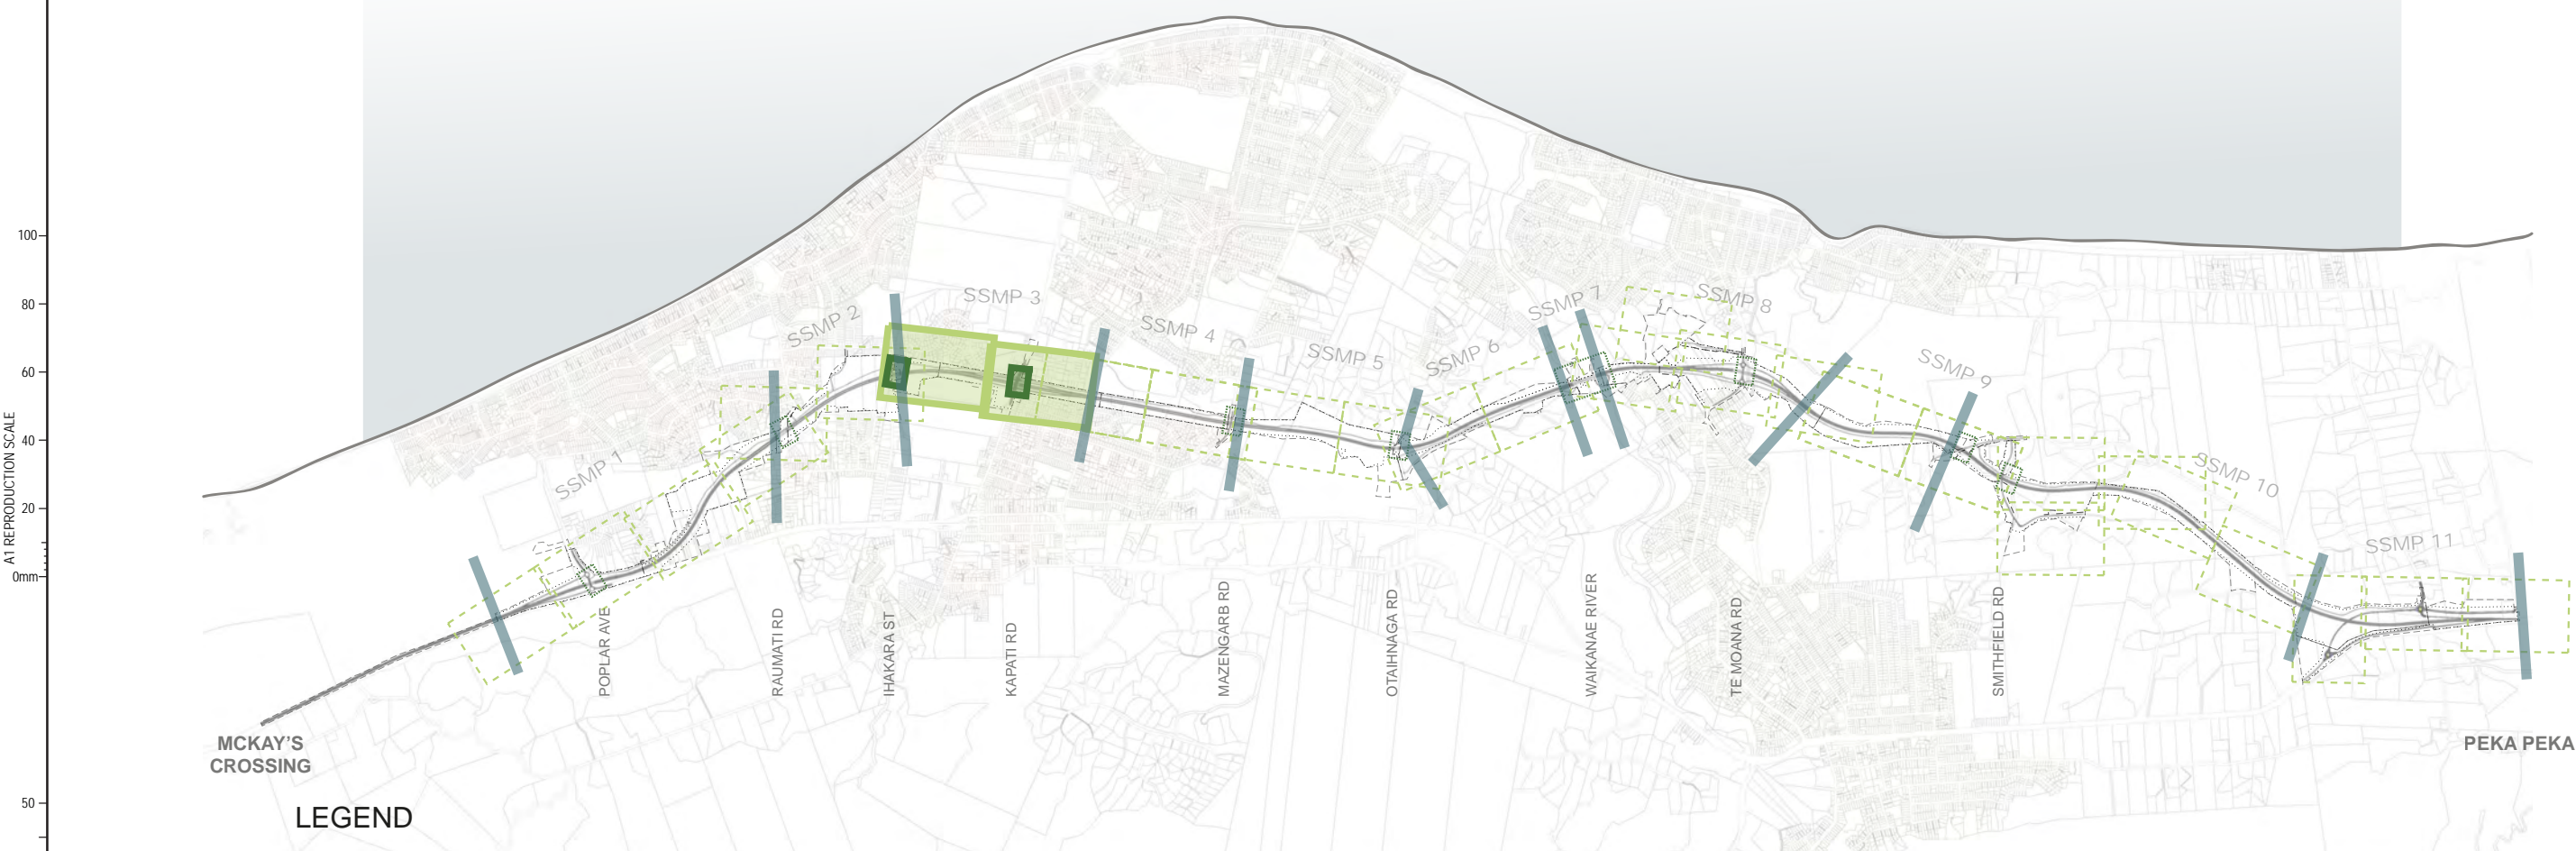 100
80
60
40
20
0mm
50
A1 REPRODUCTION SCALE
SSMP 1
SSMP 2
SSMP 3
SSMP 4
SSMP 5
SSMP 6
SSMP 7
SSMP 8
SSMP 9
SSMP 10
SSMP 11
POPLAR AVE
RAUMATI RD
IHAKARA ST
KAPATI RD
MAZENGARB RD
OTAIHNAGA RD
WAIKANAE RIVER
TE MOANA RD
SMITHFIELD RD
MCKAY'S
CROSSING
PEKA PEKA
LEGEND